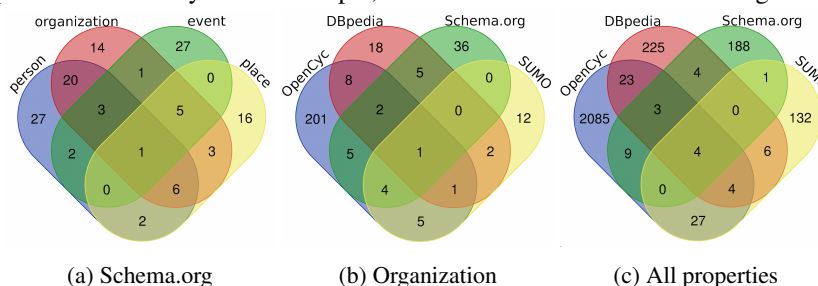 organization event
person place
14 27
20 1 0
27 3 5 16
2 1 3
0 6
2
(a) Schema.org
DBpedia Schema.org
OpenCyc SUMO
18 36
8 5 0
201 2 0 12
5 1 2
4 1
5
(b) Organization
DBpedia Schema.org
OpenCyc
225 188
23 4 1
2085 3 0 132
9 4 6
0 4
27
(c) All properties